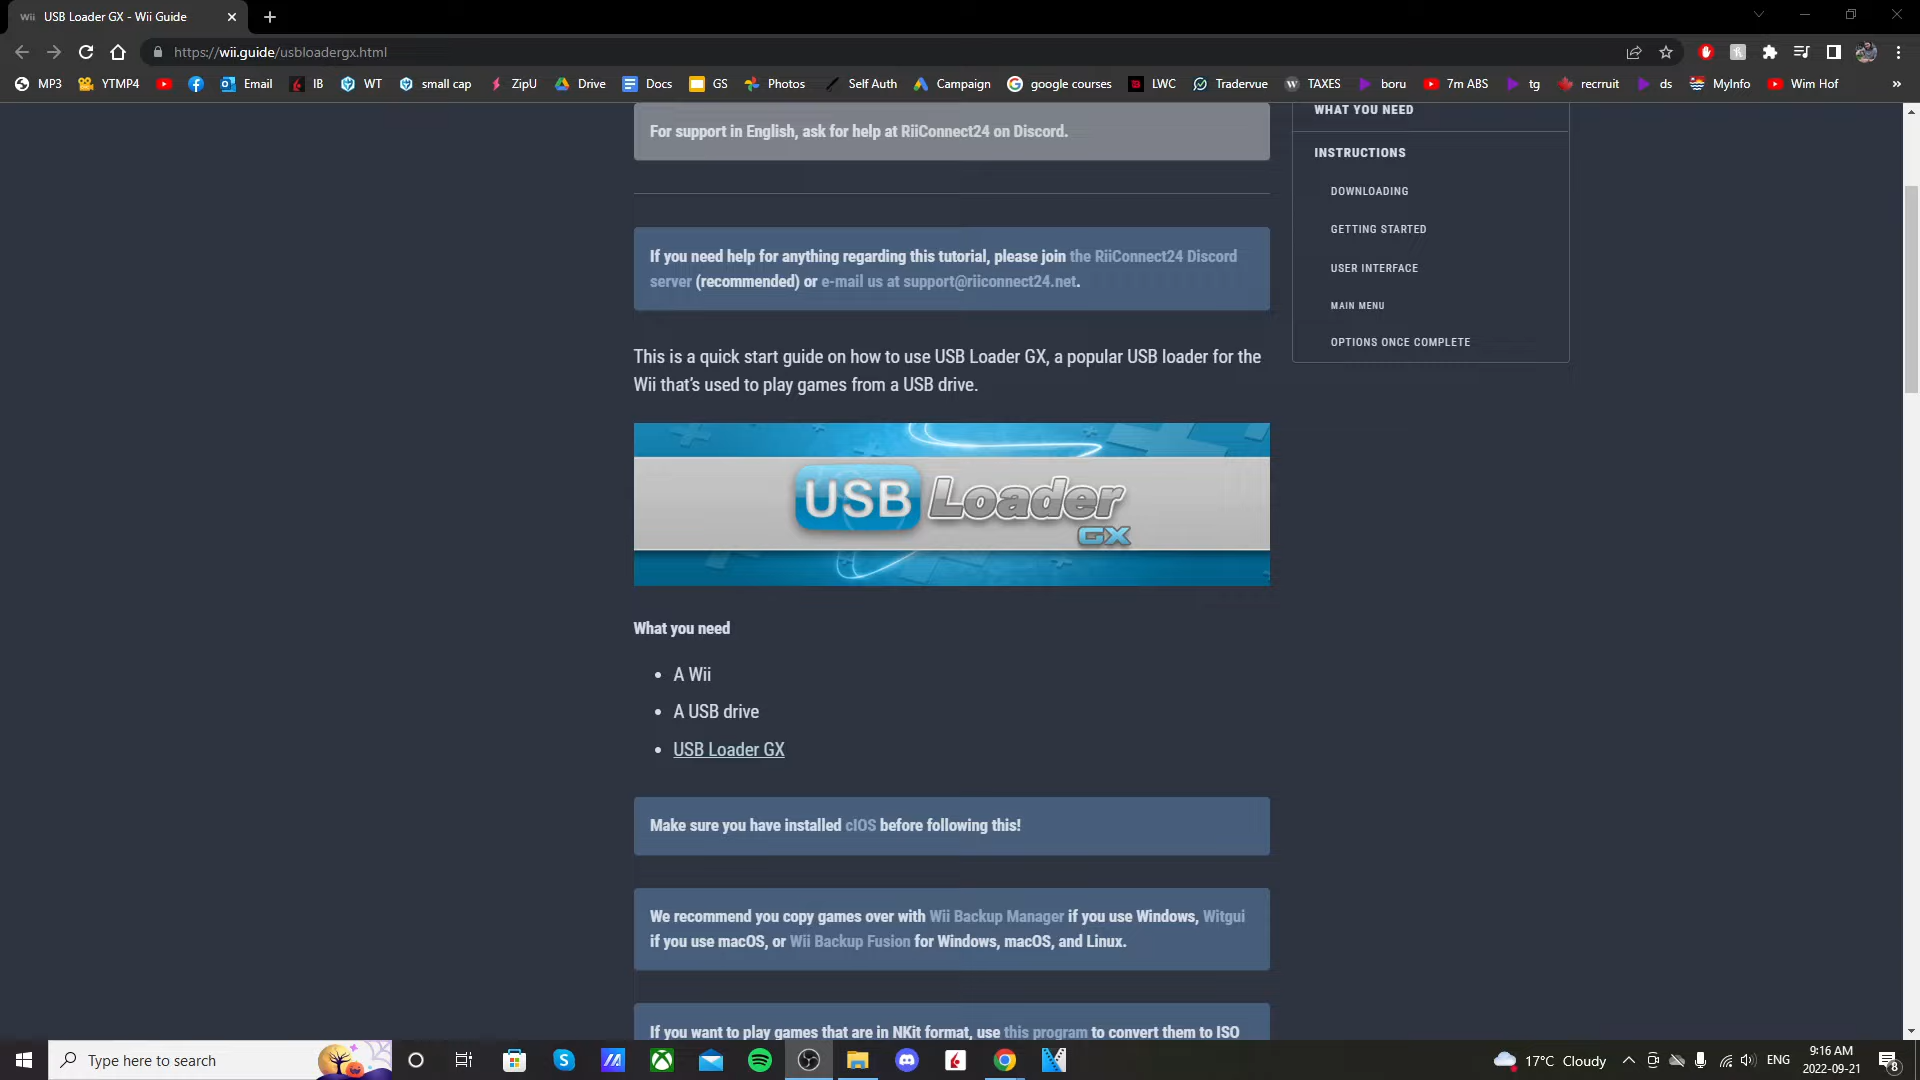 Wii USB Loader GX - Wii Guide
https://wii.guide/usbloadergx.html
MP3 YTMP4 Email IB WT small cap ZipU Drive Docs GS Photos Self Auth Campaign google courses LWC Tradervue TAXES boru 7m ABS tg recrruit ds MyInfo Wim Hof »
For support in English, ask for help at RiiConnect24 on Discord.
If you need help for anything regarding this tutorial, please join the RiiConnect24 Discord
server (recommended) or e-mail us at support@riiconnect24.net.
This is a quick start guide on how to use USB Loader GX, a popular USB loader for the
Wii that's used to play games from a USB drive.
USB Loader
GX
What you need
• A Wii
• A USB drive
• USB Loader GX
Make sure you have installed cIOS before following this!
We recommend you copy games over with Wii Backup Manager if you use Windows, Witgui
if you use macOS, or Wii Backup Fusion for Windows, macOS, and Linux.
If you want to play games that are in NKit format, use this program to convert them to ISO
WHAT YOU NEED
INSTRUCTIONS
DOWNLOADING
GETTING STARTED
USER INTERFACE
MAIN MENU
OPTIONS ONCE COMPLETE
Type here to search
17°C Cloudy
ENG
9:16 AM
2022-09-21
8